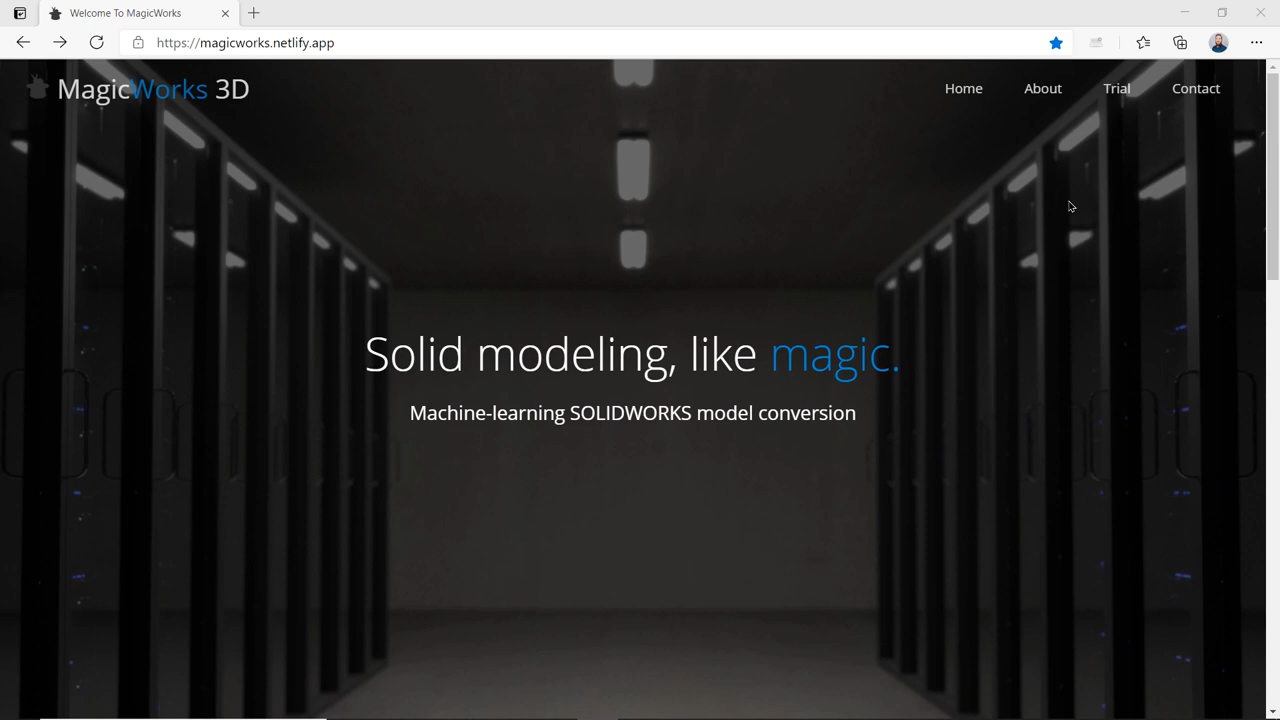 Welcome To MagicWorks
https://magicworks.netlify.app
MagicWorks 3D
Home
About
Trial
Contact
Solid modeling, like magic.
Machine-learning SOLIDWORKS model conversion